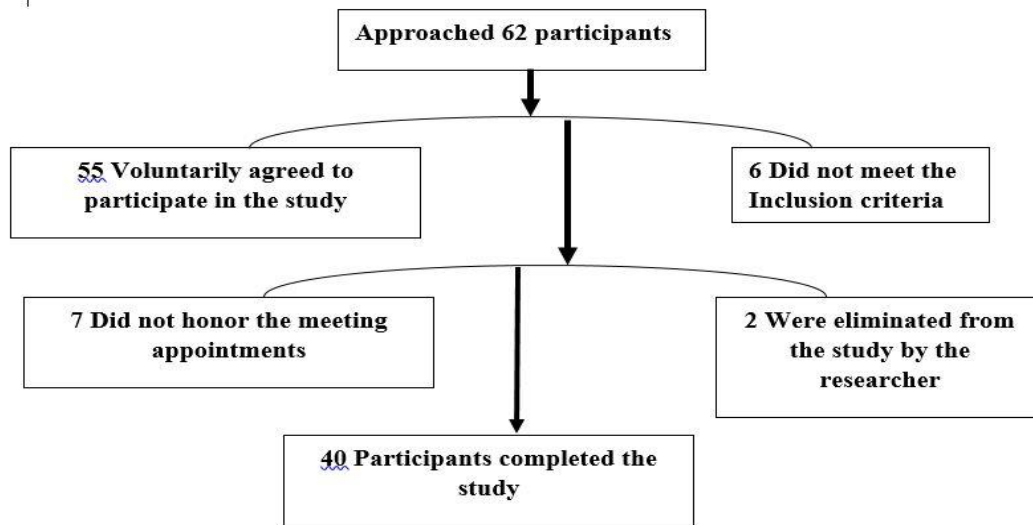 Approached 62 participants
55 Voluntarily agreed to
participate in the study
6 Did not meet the
Inclusion criteria
7 Did not honor the meeting
appointments
2 Were eliminated from
the study by the
researcher
40 Participants completed the
study